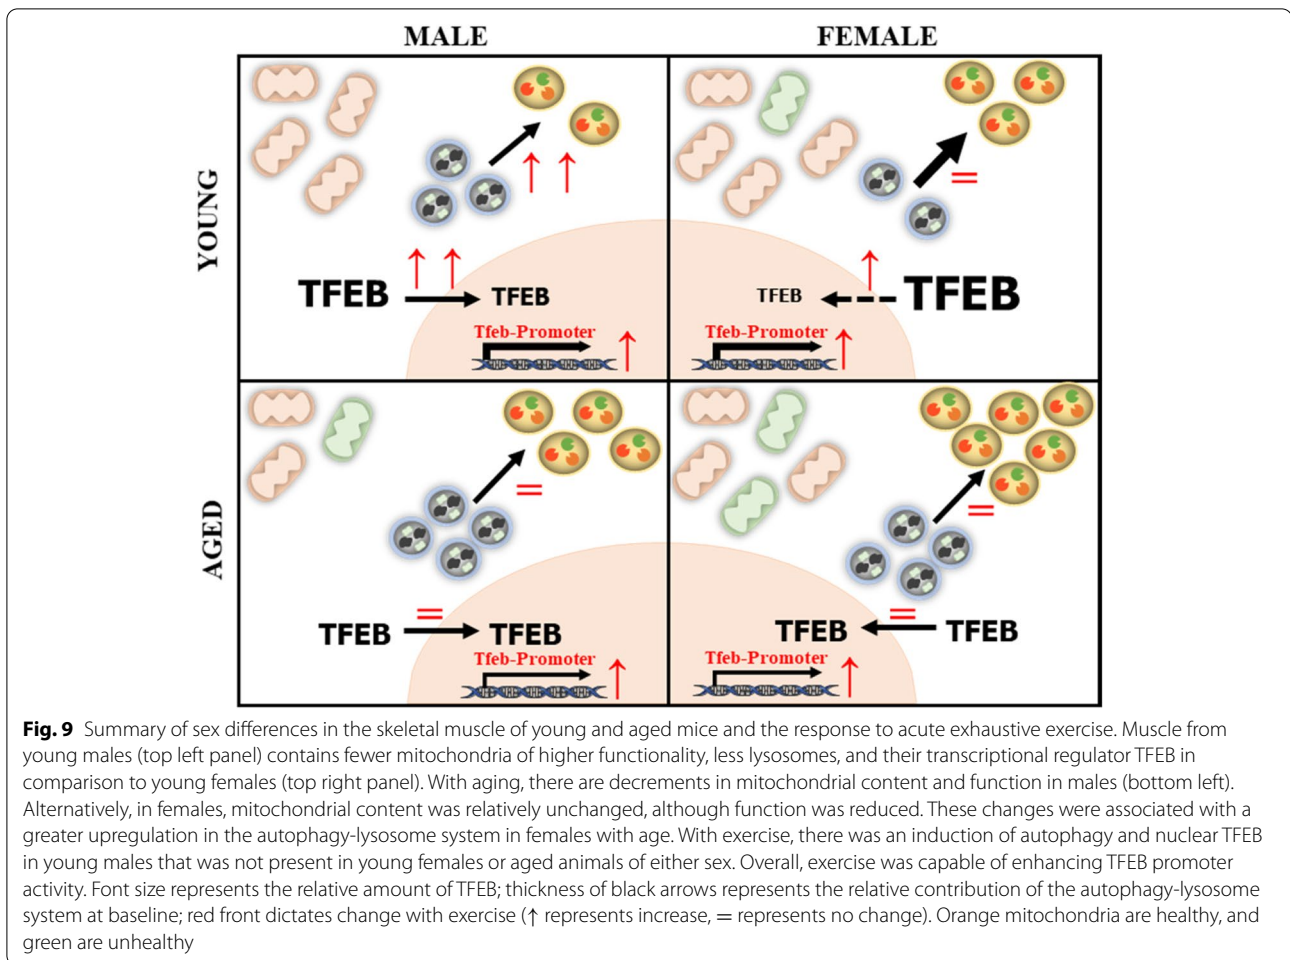 MALE FEMALE
YOUNG
TFEB TFEB TFEB TFEB
Tfeb-Promoter Tfeb-Promoter
AGED
TFEB TFEB TFEB TFEB
Tfeb-Promoter Tfeb-Promoter
Fig. 9 Summary of sex differences in the skeletal muscle of young and aged mice and the response to acute exhaustive exercise. Muscle from
young males (top left panel) contains fewer mitochondria of higher functionality, less lysosomes, and their transcriptional regulator TFEB in
comparison to young females (top right panel). With aging, there are decrements in mitochondrial content and function in males (bottom left).
Alternatively, in females, mitochondrial content was relatively unchanged, although function was reduced. These changes were associated with a
greater upregulation in the autophagy-lysosome system in females with age. With exercise, there was an induction of autophagy and nuclear TFEB
in young males that was not present in young females or aged animals of either sex. Overall, exercise was capable of enhancing TFEB promoter
activity. Font size represents the relative amount of TFEB; thickness of black arrows represents the relative contribution of the autophagy-lysosome
system at baseline; red front dictates change with exercise (↑ represents increase, = represents no change). Orange mitochondria are healthy, and
green are unhealthy